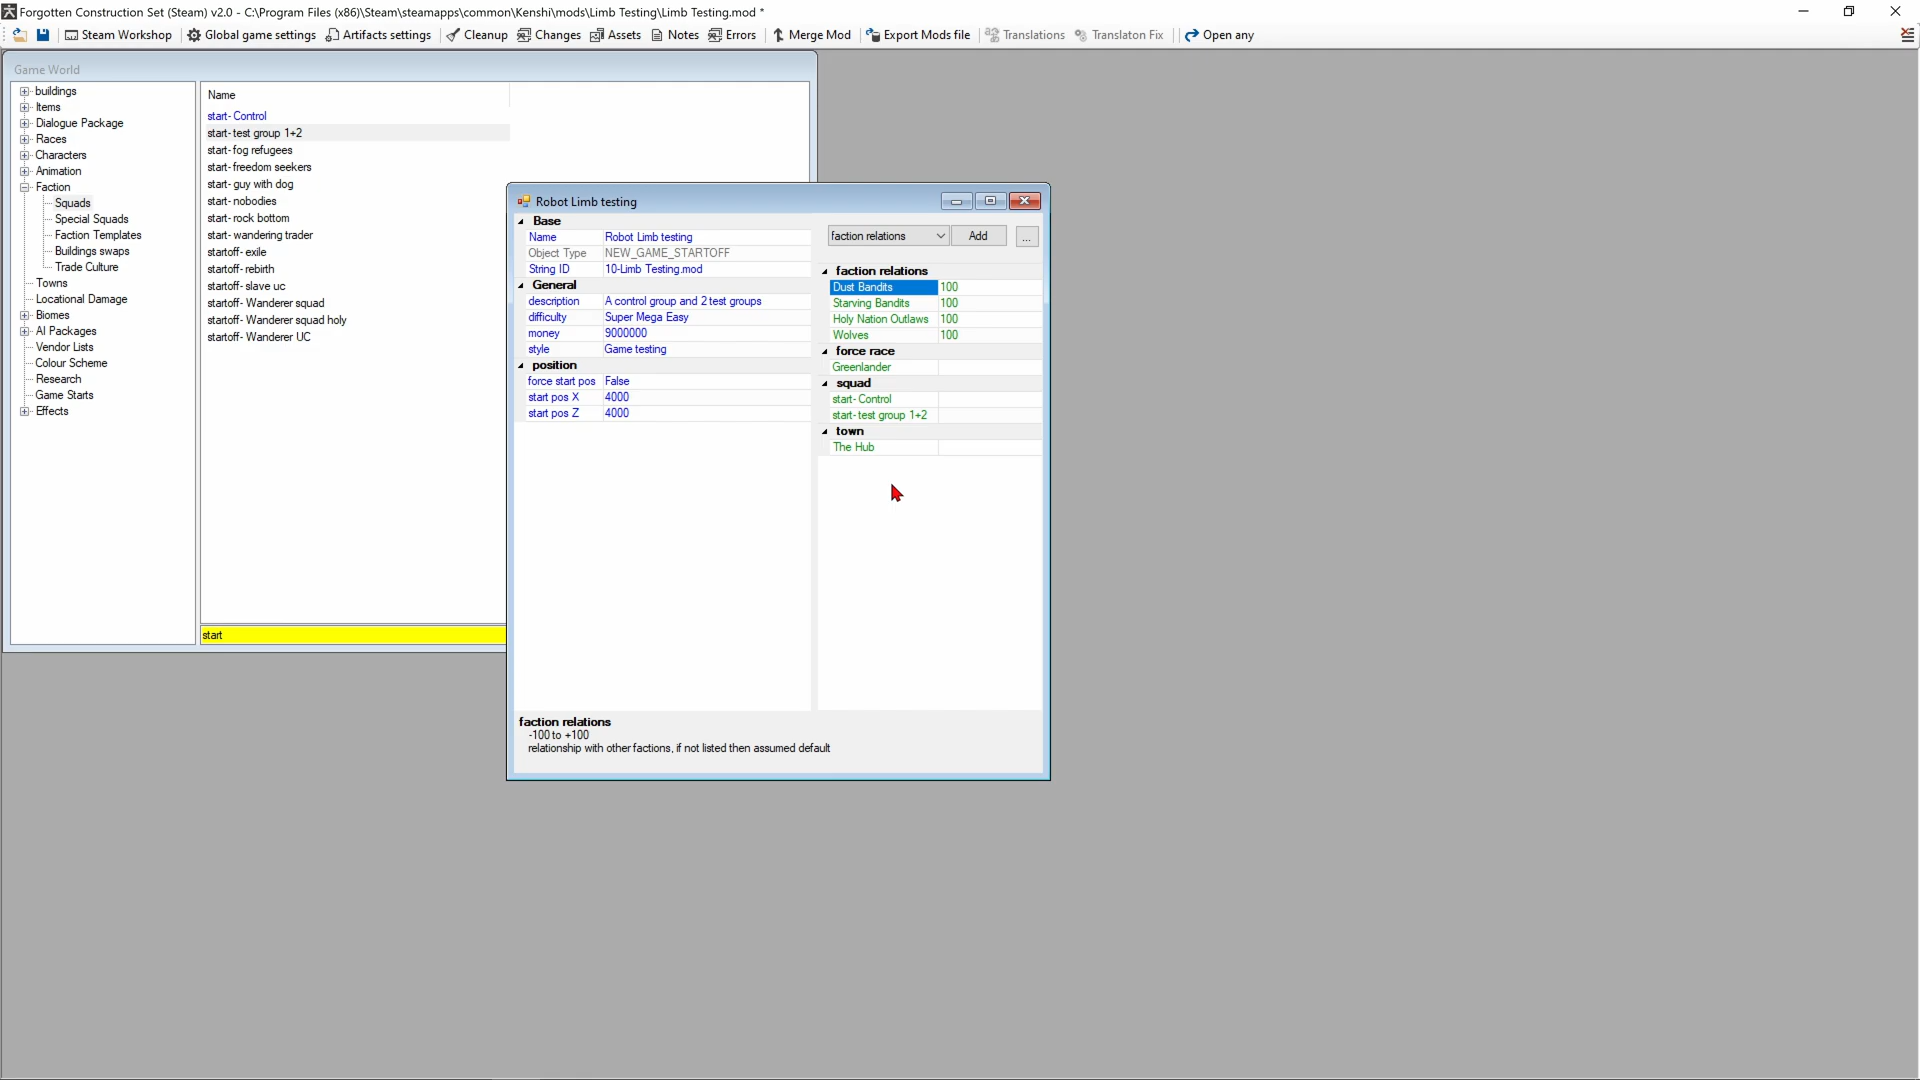 Forgotten Construction Set (Steam) v2.0 - C:\Program Files (x86)\Steam\steamapps\common\Kenshi\mods\Limb Testing\Limb Testing.mod *
Steam Workshop Global game settings Artifacts settings Cleanup Changes Assets Notes Errors Merge Mod Export Mods file Translations Translaton Fix Open any
Game World
buildings
Items
Dialogue Package
Races
Characters
Animation
Faction
Squads
Special Squads
Faction Templates
Buildings swaps
Trade Culture
Towns
Locational Damage
Biomes
AI Packages
Vendor Lists
Colour Scheme
Research
Game Starts
Effects
Name
start- Control
start- test group 1+2
start- fog refugees
start- freedom seekers
start- guy with dog
start- nobodies
start- rock bottom
start- wandering trader
startoff- exile
startoff- rebirth
startoff- slave uc
startoff- Wanderer squad
startoff- Wanderer squad holy
startoff- Wanderer UC
start
Robot Limb testing
Base
Name Robot Limb testing
Object Type NEW_GAME_STARTOFF
String ID 10-Limb Testing.mod
General
description A control group and 2 test groups
difficulty Super Mega Easy
money 9000000
style Game testing
position
force start pos False
start pos X 4000
start pos Z 4000
faction relations Add ...
faction relations
Dust Bandits 100
Starving Bandits 100
Holy Nation Outlaws 100
Wolves 100
force race
Greenlander
squad
start- Control
start- test group 1+2
town
The Hub
faction relations
-100 to +100
relationship with other factions, if not listed then assumed default